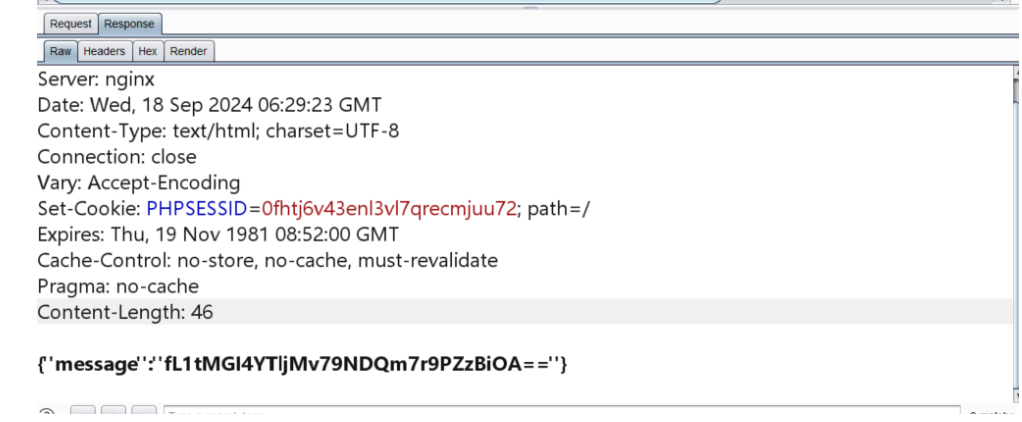 Request Response
Raw Headers Hex Render
Server: nginx
Date: Wed, 18 Sep 2024 06:29:23 GMT
Content-Type: text/html; charset=UTF-8
Connection: close
Vary: Accept-Encoding
Set-Cookie: PHPSESSID=0fhtj6v43enl3vl7qrecmjuu72; path=/
Expires: Thu, 19 Nov 1981 08:52:00 GMT
Cache-Control: no-store, no-cache, must-revalidate
Pragma: no-cache
Content-Length: 46
{"message":"fL1tMGI4YTljMv79NDQm7r9PZzBiOA=="}